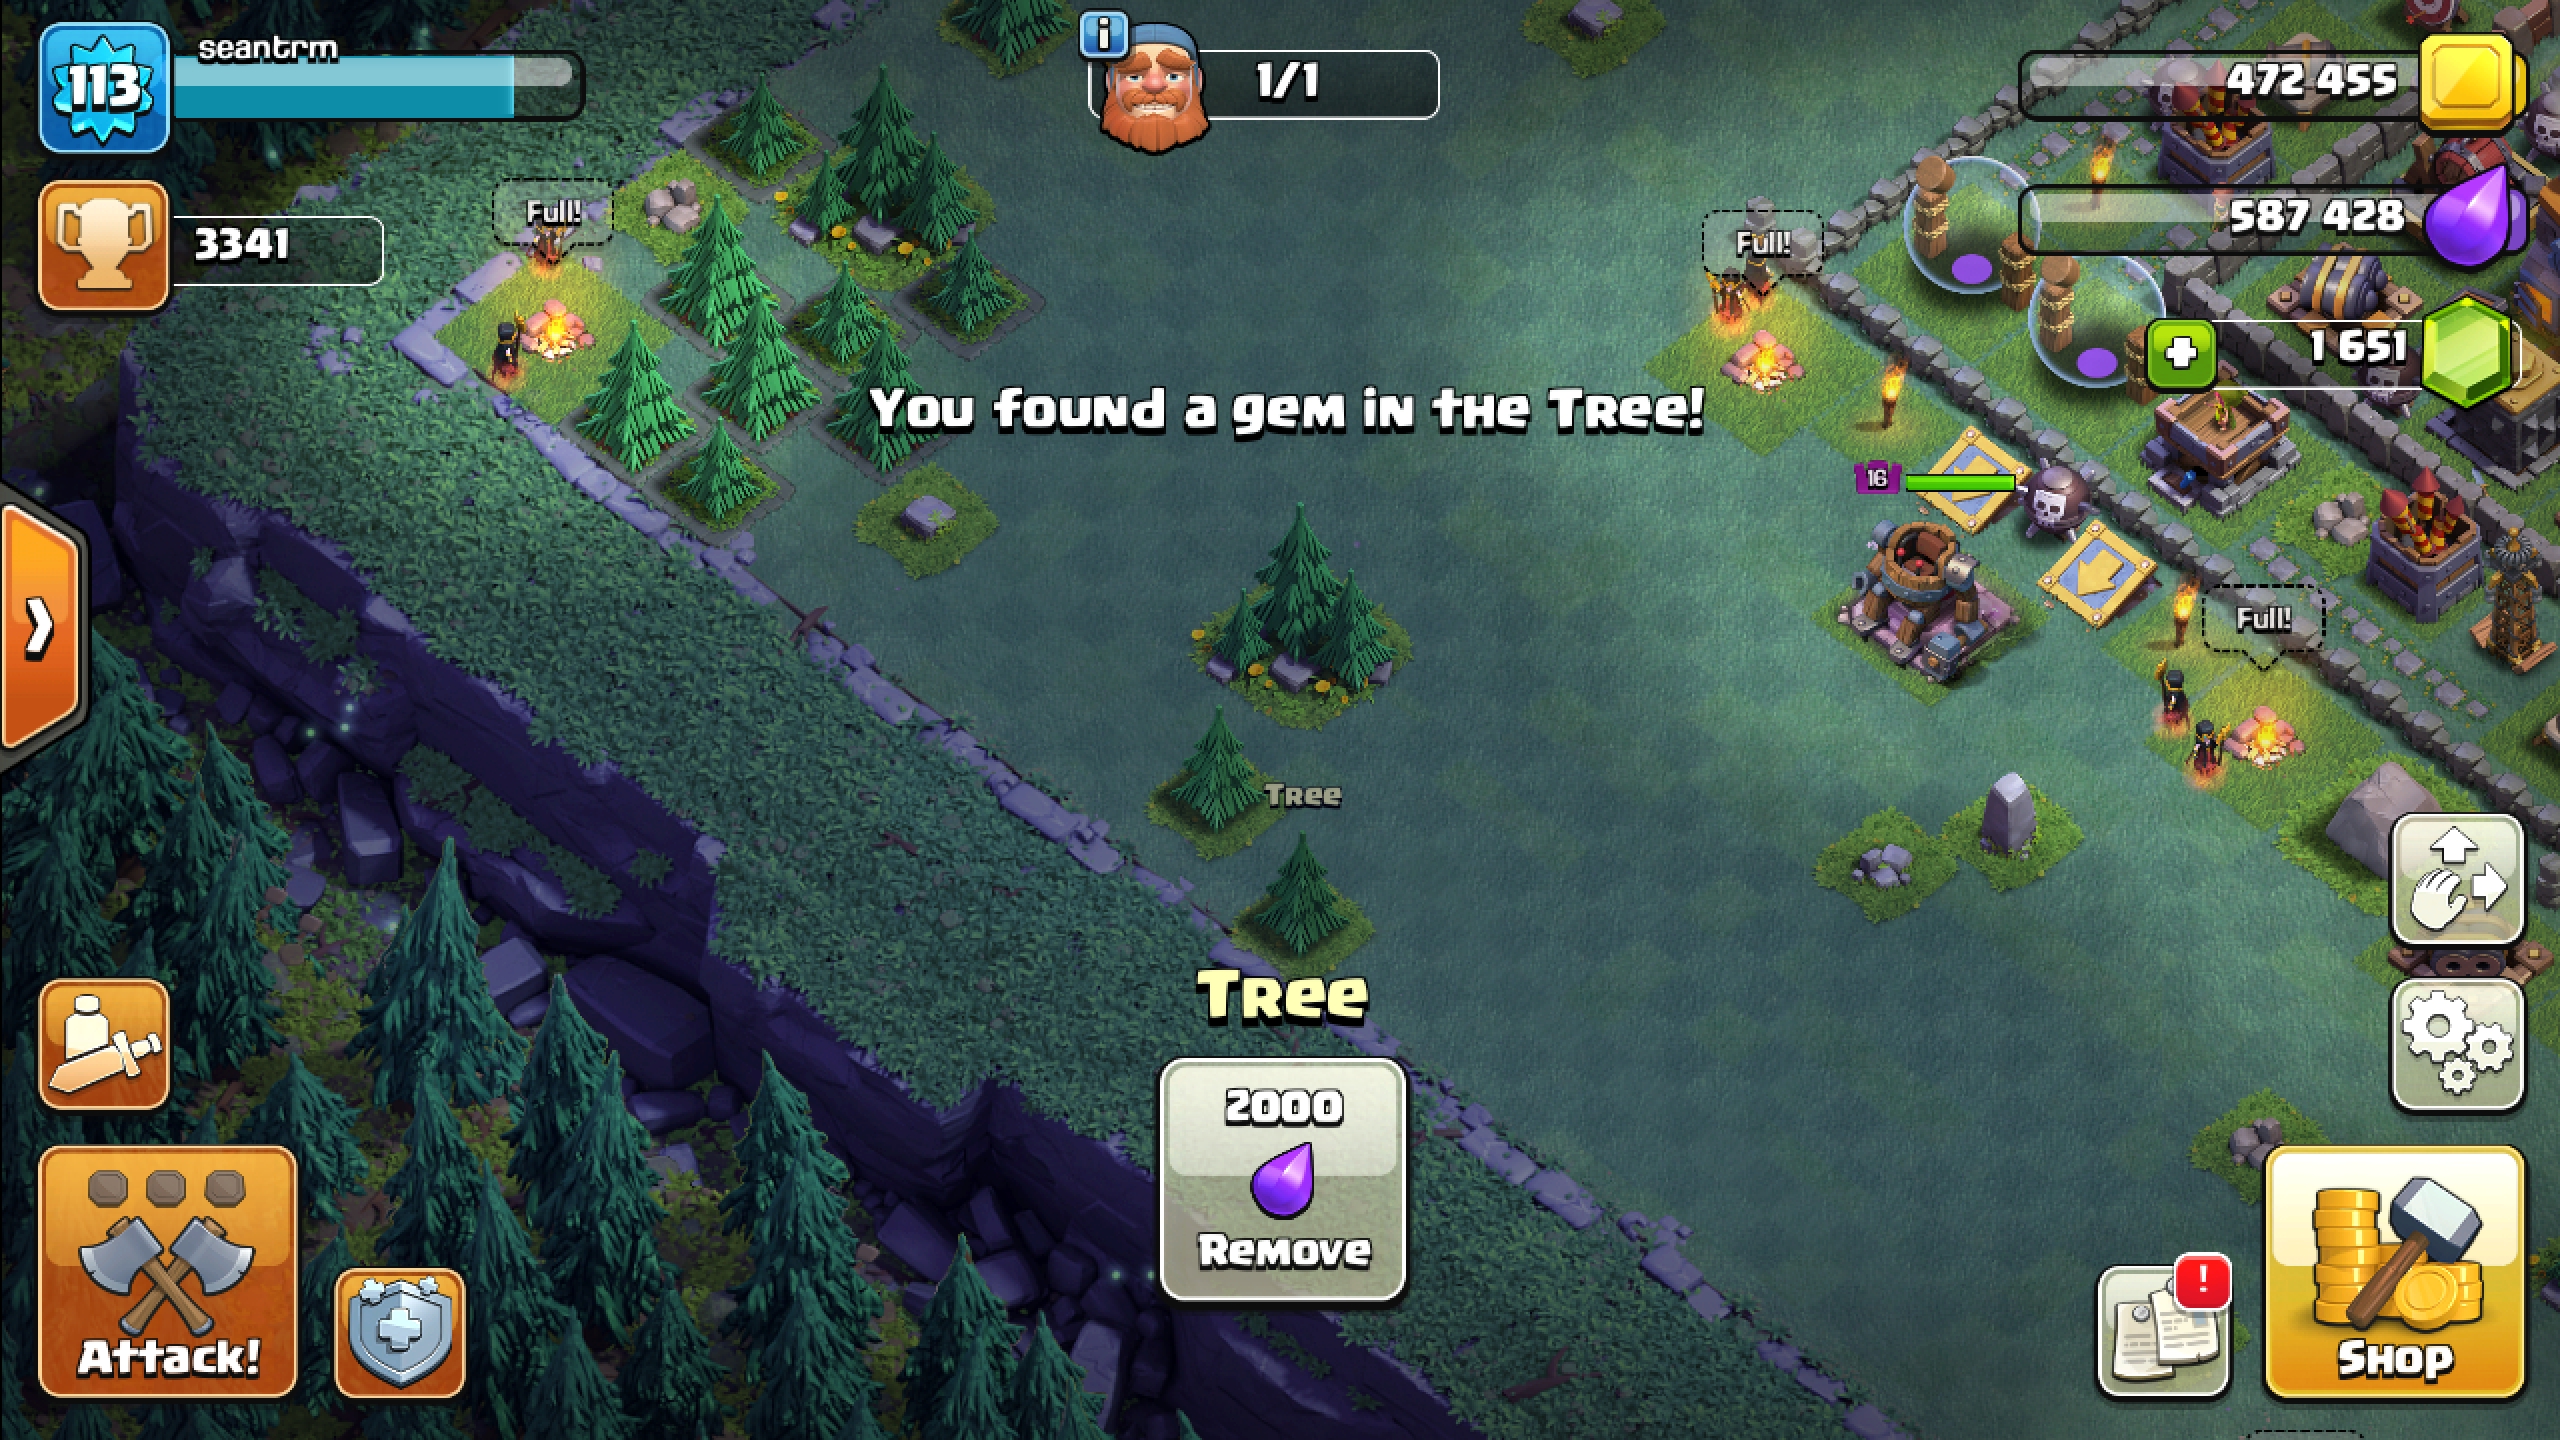 113
seantrm
i
1/1
472 455
3341
Full!
Full!
587 428
1 651
You found a gem in the Tree!
16
Full!
Tree
Tree
2000
Remove
Attack!
!
Shop